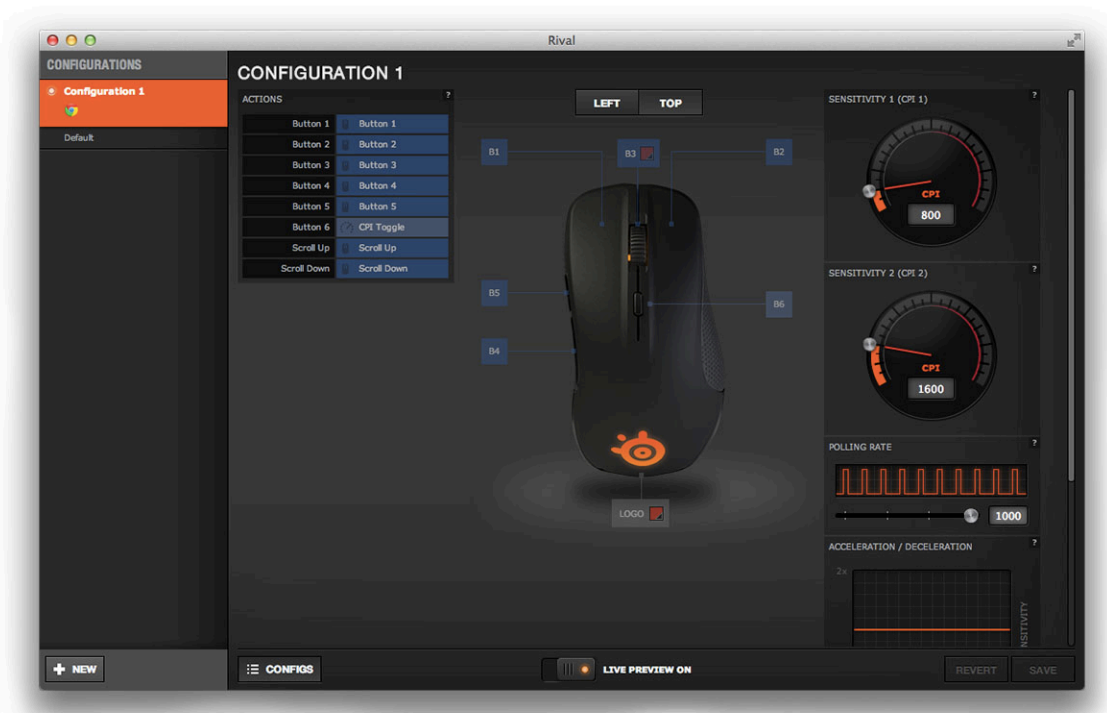 Rival
CONFIGURATIONS
Configuration 1
Default
NEW
CONFIGURATION 1
ACTIONS ?
Button 1 Button 1
Button 2 Button 2
Button 3 Button 3
Button 4 Button 4
Button 5 Button 5
Button 6 CPI Toggle
Scroll Up Scroll Up
Scroll Down Scroll Down
LEFT TOP
B1 B3 B2
B5 B6
B4
LOGO
SENSITIVITY 1 (CPI 1) ?
CPI
800
SENSITIVITY 2 (CPI 2) ?
CPI
1600
POLLING RATE ?
1000
ACCELERATION / DECELERATION ?
2x
NSITIVITY
CONFIGS
LIVE PREVIEW ON
REVERT SAVE